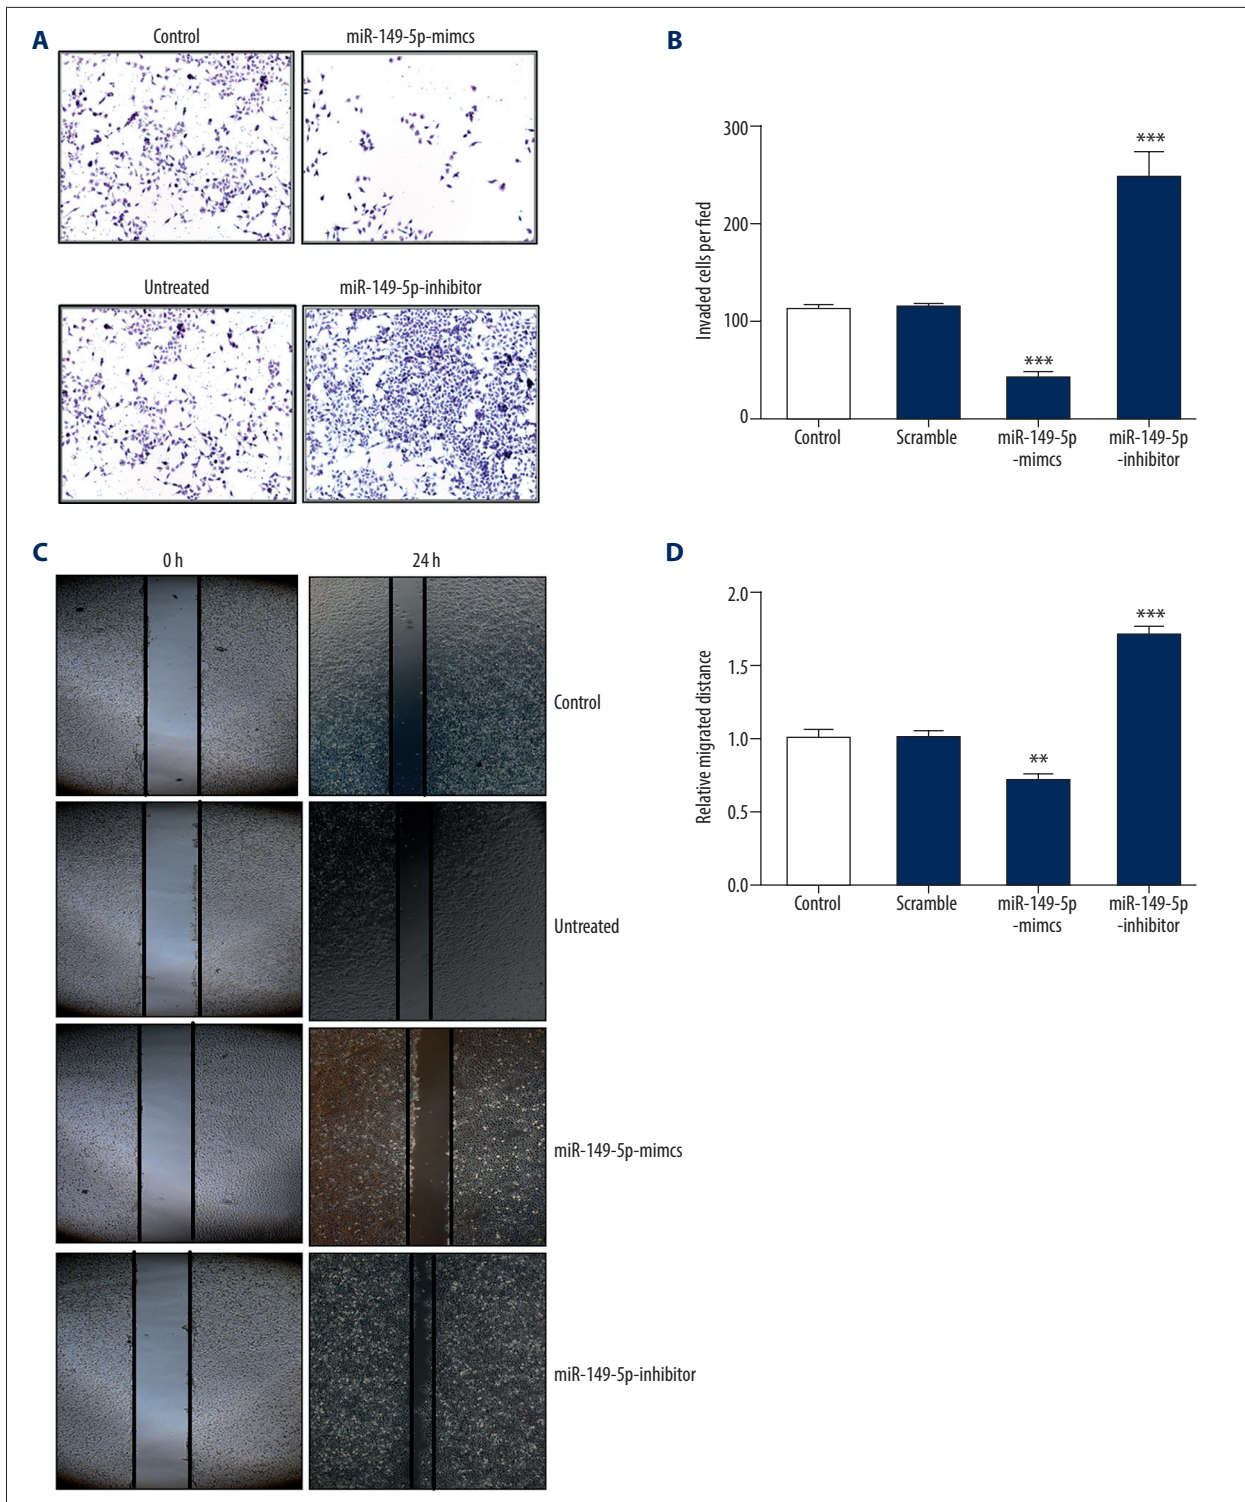 A
Control
miR-149-5p-mimcs
Untreated
miR-149-5p-inhibitor
B
Invaded cells per fied
300
200
100
0
***
***
Control
Scramble
miR-149-5p
-mimcs
miR-149-5p
-inhibitor
C
0 h
24 h
Control
Untreated
miR-149-5p-mimcs
miR-149-5p-inhibitor
D
Relative migrated distance
2.0
1.5
1.0
0.5
0.0
**
***
Control
Scramble
miR-149-5p
-mimcs
miR-149-5p
-inhibitor